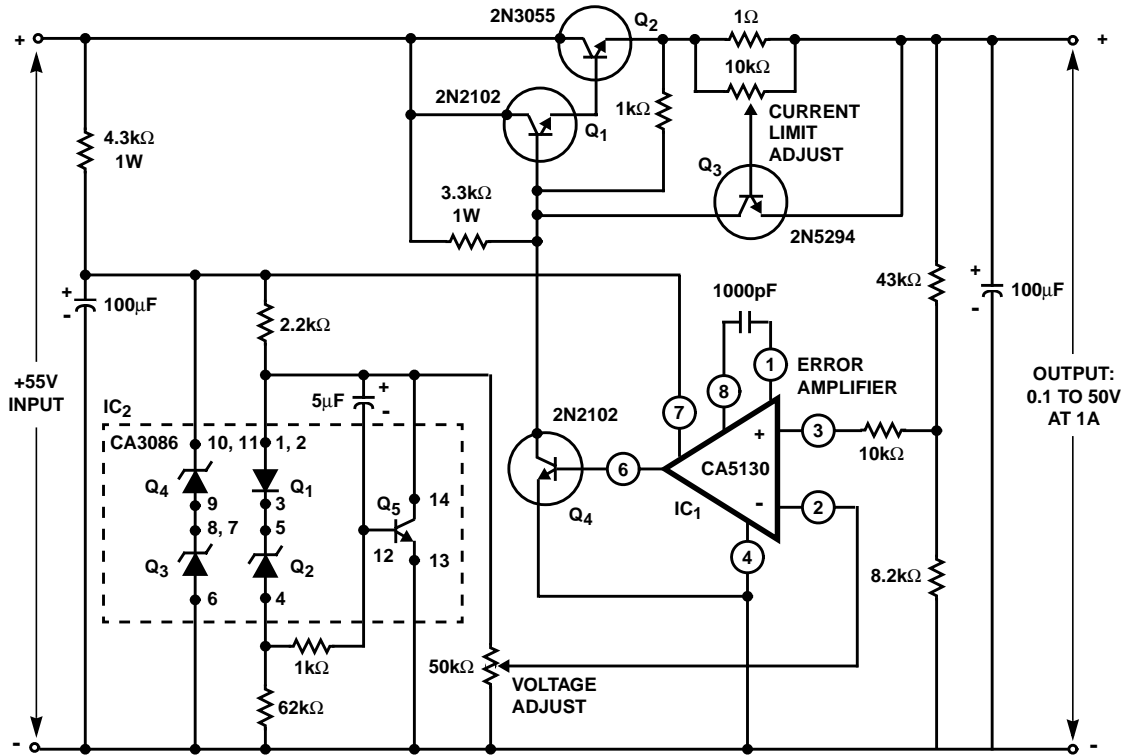 2N3055
Q2
1Ω
+
+
10kΩ
2N2102
Q1
1kΩ
CURRENT
LIMIT
ADJUST
4.3kΩ
1W
Q3
3.3kΩ
1W
2N5294
+
-
100μF
2.2kΩ
1000pF
43kΩ
+
-
100μF
+55V
INPUT
5μF
+
-
1
ERROR
AMPLIFIER
8
OUTPUT:
0.1 TO 50V
AT 1A
IC2
7
2N2102
CA3086
10, 11
1, 2
+
3
Q4
Q1
6
CA5130
10kΩ
9
3
Q5
14
8, 7
5
IC1
-
2
Q4
12
13
4
Q3
Q2
8.2kΩ
6
4
1kΩ
50kΩ
VOLTAGE
ADJUST
62kΩ
-
-